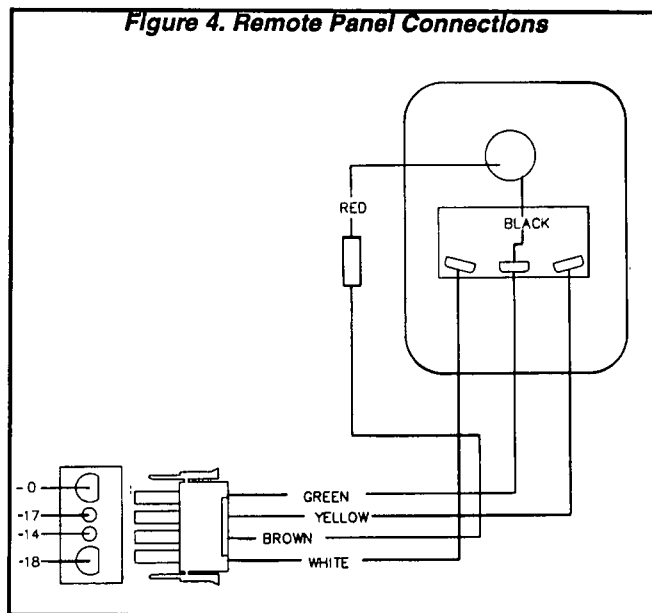 Figure 4. Remote Panel Connections
RED
BLACK
- 0
-17
-14
-18
GREEN
YELLOW
BROWN
WHITE